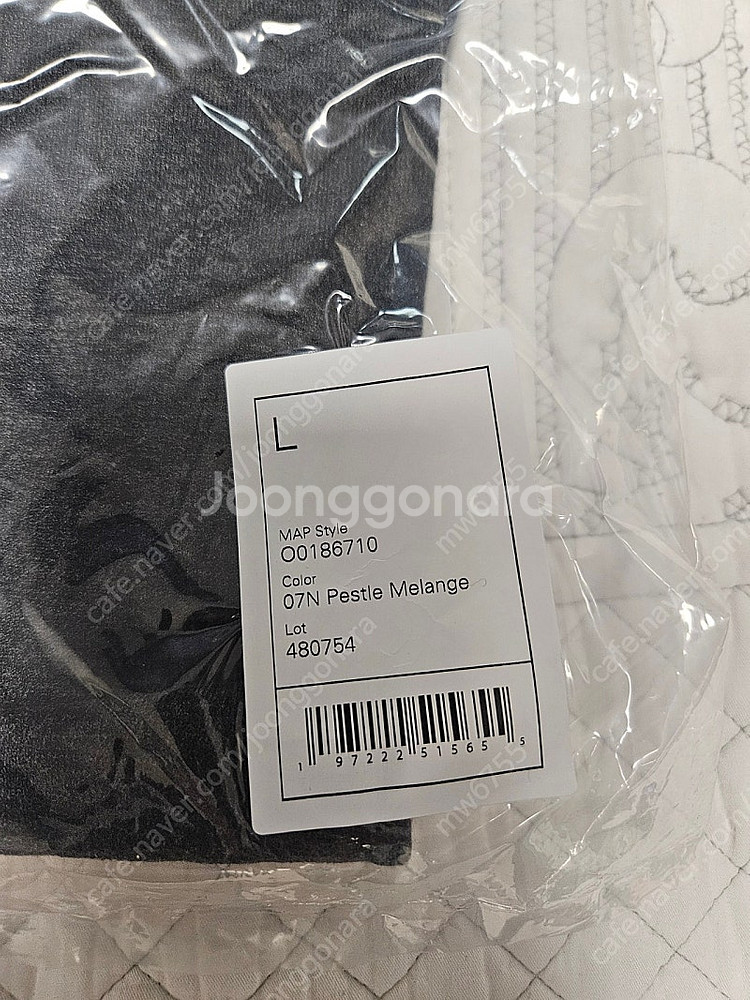 L
Joonggonara
MAP Style
O0186710
Color
07N Pestle Melange
Lot
480754
1 97222 51565 5
cafe.naver.com/joonggonara
mw6755